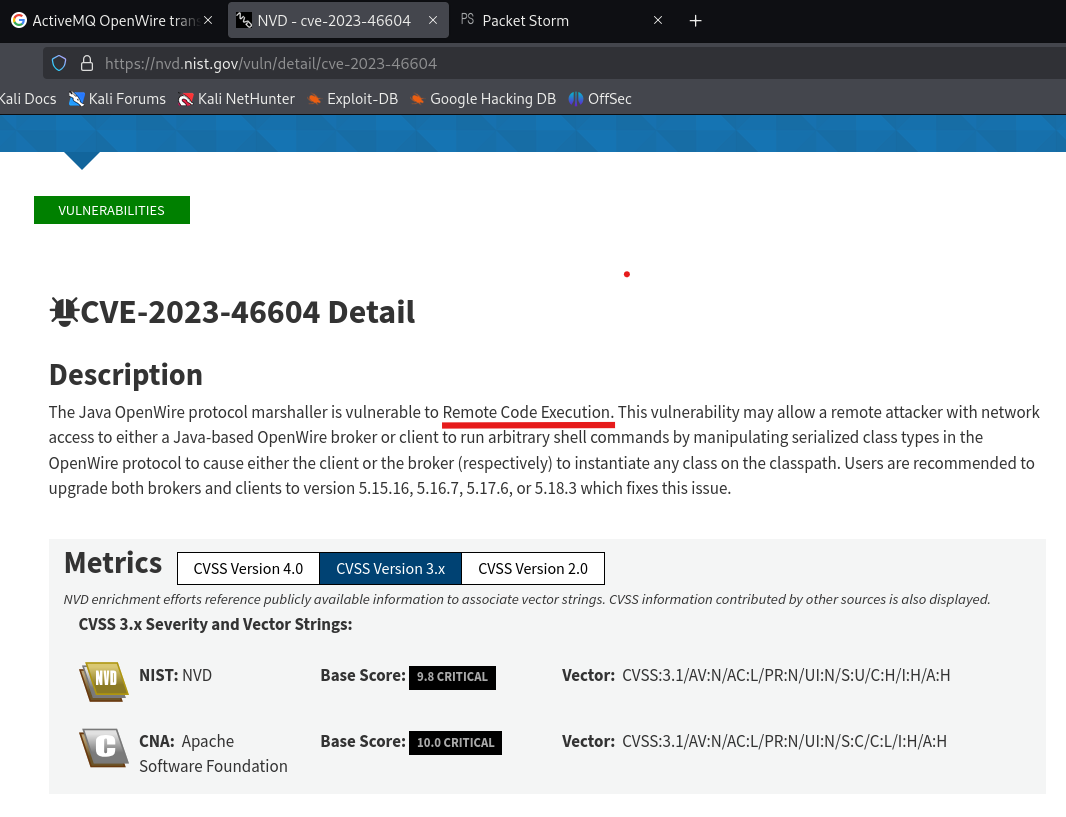 ActiveMQ OpenWire trans
NVD - cve-2023-46604
PS Packet Storm
https://nvd.nist.gov/vuln/detail/cve-2023-46604
Kali Docs Kali Forums Kali NetHunter Exploit-DB Google Hacking DB OffSec
VULNERABILITIES
CVE-2023-46604 Detail
Description
The Java OpenWire protocol marshaller is vulnerable to Remote Code Execution. This vulnerability may allow a remote attacker with network
access to either a Java-based OpenWire broker or client to run arbitrary shell commands by manipulating serialized class types in the
OpenWire protocol to cause either the client or the broker (respectively) to instantiate any class on the classpath. Users are recommended to
upgrade both brokers and clients to version 5.15.16, 5.16.7, 5.17.6, or 5.18.3 which fixes this issue.
Metrics CVSS Version 4.0 CVSS Version 3.x CVSS Version 2.0
NVD enrichment efforts reference publicly available information to associate vector strings. CVSS information contributed by other sources is also displayed.
CVSS 3.x Severity and Vector Strings:
NVD NIST: NVD Base Score: 9.8 CRITICAL Vector: CVSS:3.1/AV:N/AC:L/PR:N/UI:N/S:U/C:H/I:H/A:H
C CNA: Apache Base Score: 10.0 CRITICAL Vector: CVSS:3.1/AV:N/AC:L/PR:N/UI:N/S:C/C:L/I:H/A:H
Software Foundation